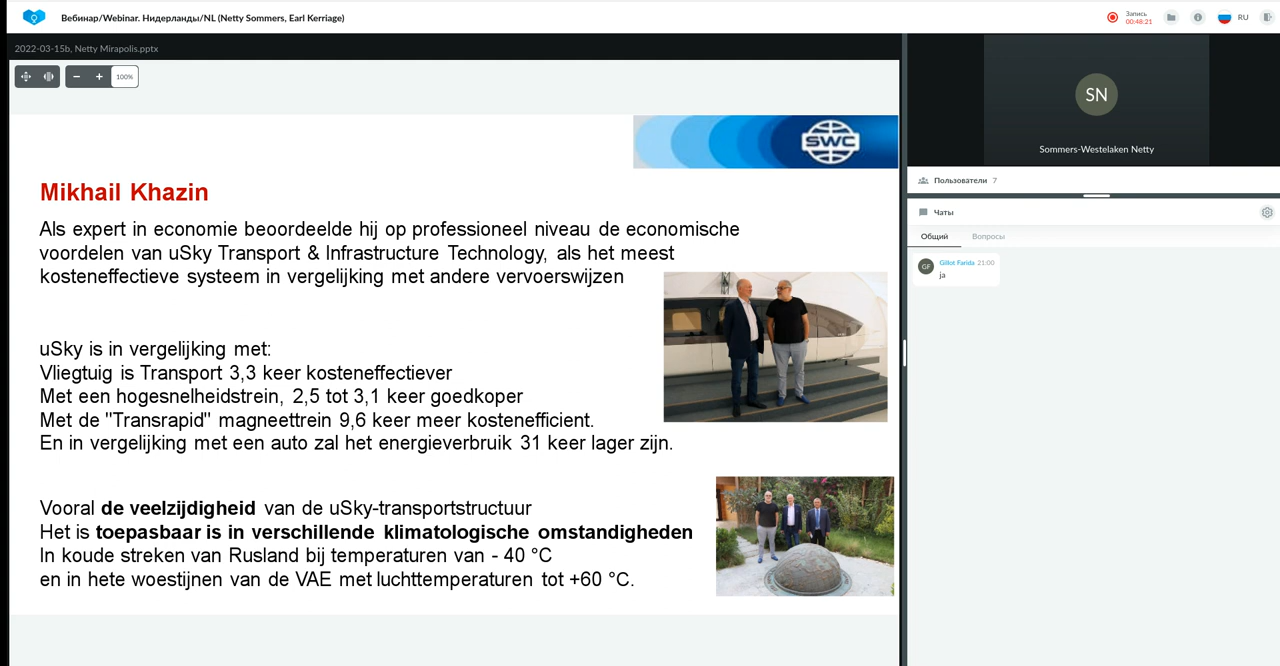 Вебинар/Webinar. Нидерланды/NL (Netty Sommers, Earl Kerriage)
Запись
00:48:21
RU
2022-03-15b, Netty Mirapolis.pptx
100%
SWC
Mikhail Khazin
Als expert in economie beoordeelde hij op professioneel niveau de economische
voordelen van uSky Transport & Infrastructure Technology, als het meest
kosteneffectieve systeem in vergelijking met andere vervoerswijzen
uSky is in vergelijking met:
Vliegtuig is Transport 3,3 keer kosteneffectiever
Met een hogesnelheidstrein, 2,5 tot 3,1 keer goedkoper
Met de "Transrapid" magneettrein 9,6 keer meer kostenefficient.
En in vergelijking met een auto zal het energieverbruik 31 keer lager zijn.
Vooral de veelzijdigheid van de uSky-transportstructuur
Het is toepasbaar is in verschillende klimatologische omstandigheden
In koude streken van Rusland bij temperaturen van - 40 °C
en in hete woestijnen van de VAE met luchttemperaturen tot +60 °C.
SN
Sommers-Westelaken Netty
Пользователи 7
Чаты
Общий Вопросы
GF Gillot Farida 21:00
ja